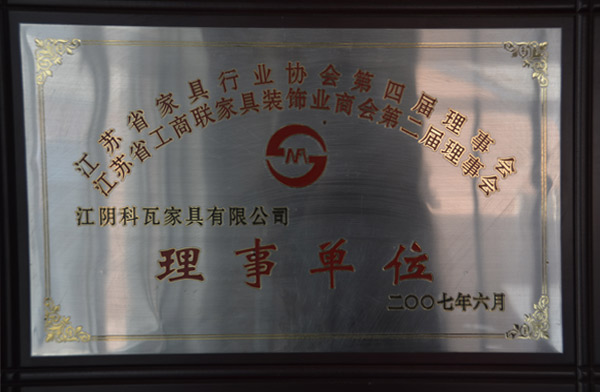 江苏省家具行业协会第四届理事会
江苏省工商联家具装饰业商会第二届理事会
江阴科瓦家具有限公司
理事单位
二〇〇七年六月